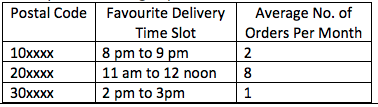 Postal Code Favourite Delivery Average No. of
Time Slot Orders Per Month
10xxxx 8 pm to 9 pm 2
20xxxx 11 am to 12 noon 8
30xxxx 2 pm to 3pm 1